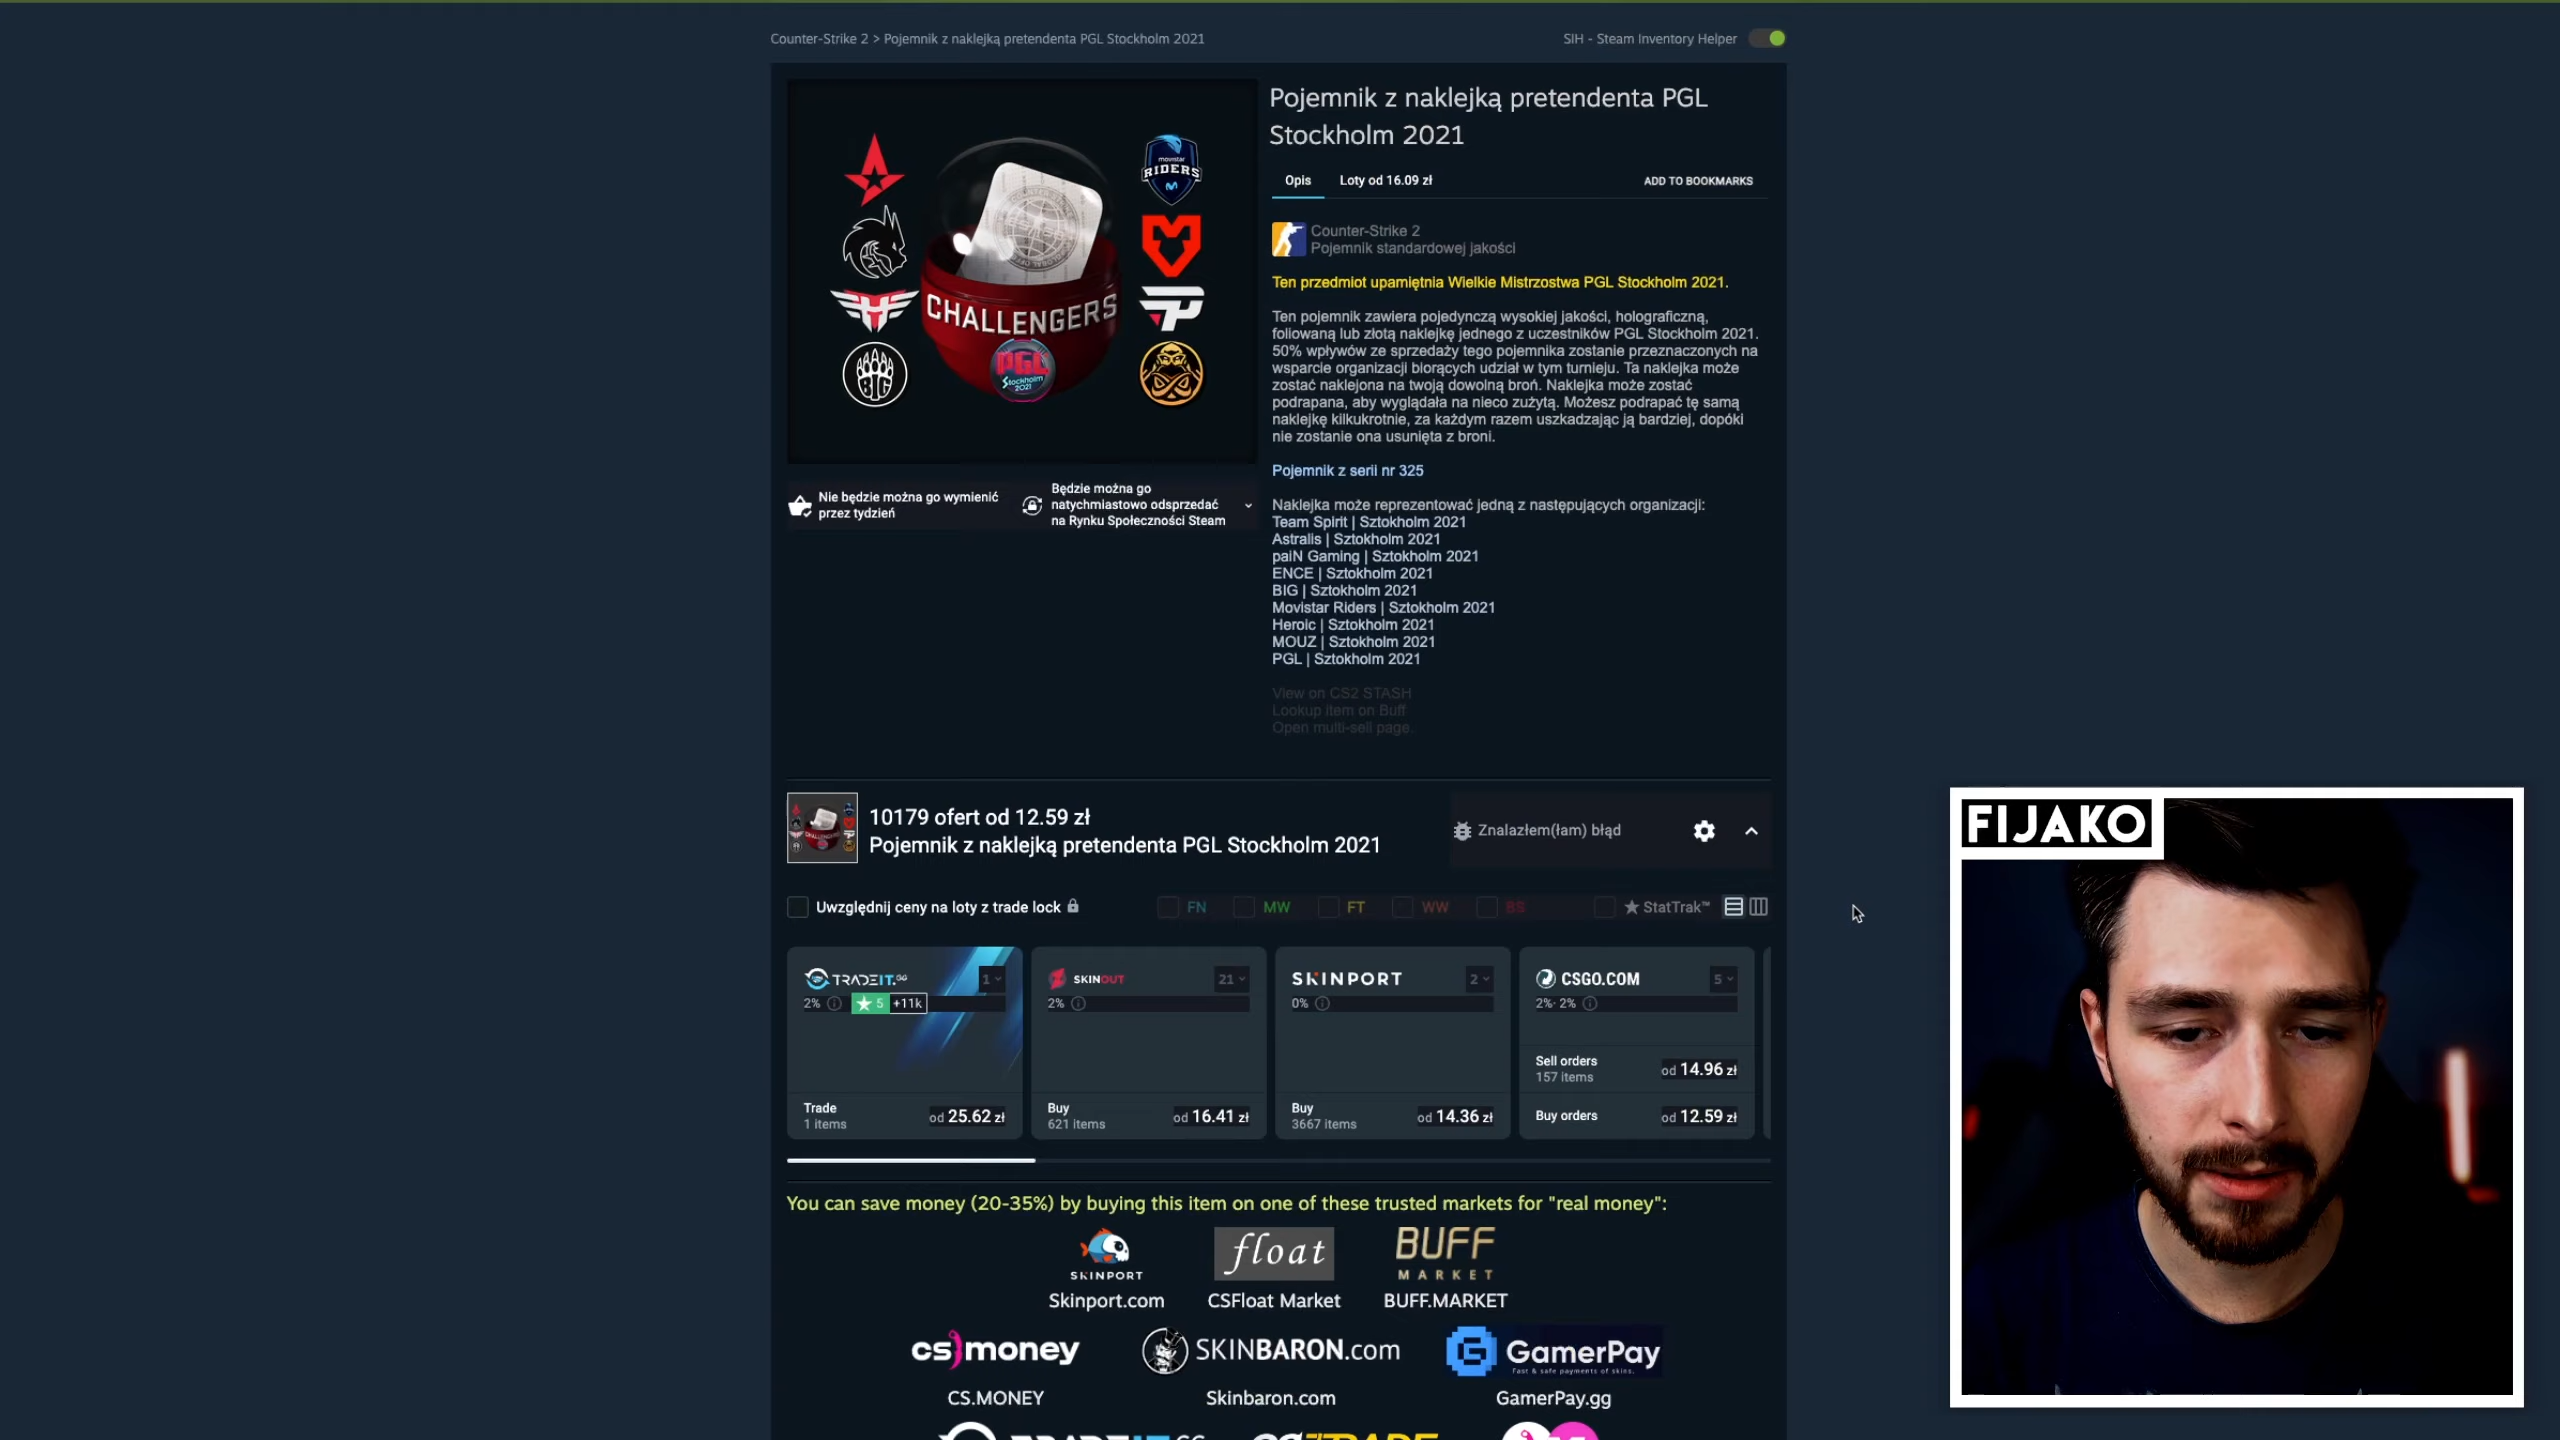 Counter-Strike 2 > Pojemnik z naklejką pretendenta PGL Stockholm 2021
SIH - Steam Inventory Helper
RIDERS
CHALLENGERS
PGL
Stockholm
2021
BIG
Pojemnik z naklejką pretendenta PGL
Stockholm 2021
Opis
Loty od 16.09 zł
ADD TO BOOKMARKS
Counter-Strike 2
Pojemnik standardowej jakości
Ten przedmiot upamiętnia Wielkie Mistrzostwa PGL Stockholm 2021.
Ten pojemnik zawiera pojedynczą wysokiej jakości, holograficzną,
foliowaną lub złotą naklejkę jednego z uczestników PGL Stockholm 2021.
50% wpływów ze sprzedaży tego pojemnika zostanie przeznaczonych na
wsparcie organizacji biorących udział w tym turnieju. Ta naklejka może
zostać naklejona na twoją dowolną broń. Naklejka może zostać
podrapana, aby wyglądała na nieco zużytą. Możesz podrapać tę samą
naklejkę kilkukrotnie, za każdym razem uszkadzając ją bardziej, dopóki
nie zostanie ona usunięta z broni.
Pojemnik z serii nr 325
Naklejka może reprezentować jedną z następujących organizacji:
Team Spirit | Sztokholm 2021
Astralis | Sztokholm 2021
paiN Gaming | Sztokholm 2021
ENCE | Sztokholm 2021
BIG | Sztokholm 2021
Movistar Riders | Sztokholm 2021
Heroic | Sztokholm 2021
MOUZ | Sztokholm 2021
PGL | Sztokholm 2021
View on CS2 STASH
Lookup item on Buff
Open multi-sell page.
Nie będzie można go wymienić
przez tydzień
Będzie można go
natychmiastowo odsprzedać
na Rynku Społeczności Steam
10179 ofert od 12.59 zł
Pojemnik z naklejką pretendenta PGL Stockholm 2021
Znalazłem(łam) błąd
Uwzględnij ceny na loty z trade lock
FN
MW
FT
WW
BS
★ StatTrak™
TRADEIT.GG
1
2%
★ 5 +11k
Trade
1 items
od 25.62 zł
SKINOUT
21
2%
Buy
621 items
od 16.41 zł
SKINPORT
2
0%
Buy
3667 items
od 14.36 zł
CSGO.COM
5
2%· 2%
Sell orders
157 items
od 14.96 zł
Buy orders
od 12.59 zł
You can save money (20-35%) by buying this item on one of these trusted markets for "real money":
SKINPORT
Skinport.com
float
CSFloat Market
BUFF
MARKET
BUFF.MARKET
cs money
CS.MONEY
SKINBARON.com
Skinbaron.com
GamerPay
Fast & safe payments of skins.
GamerPay.gg
FIJAKO